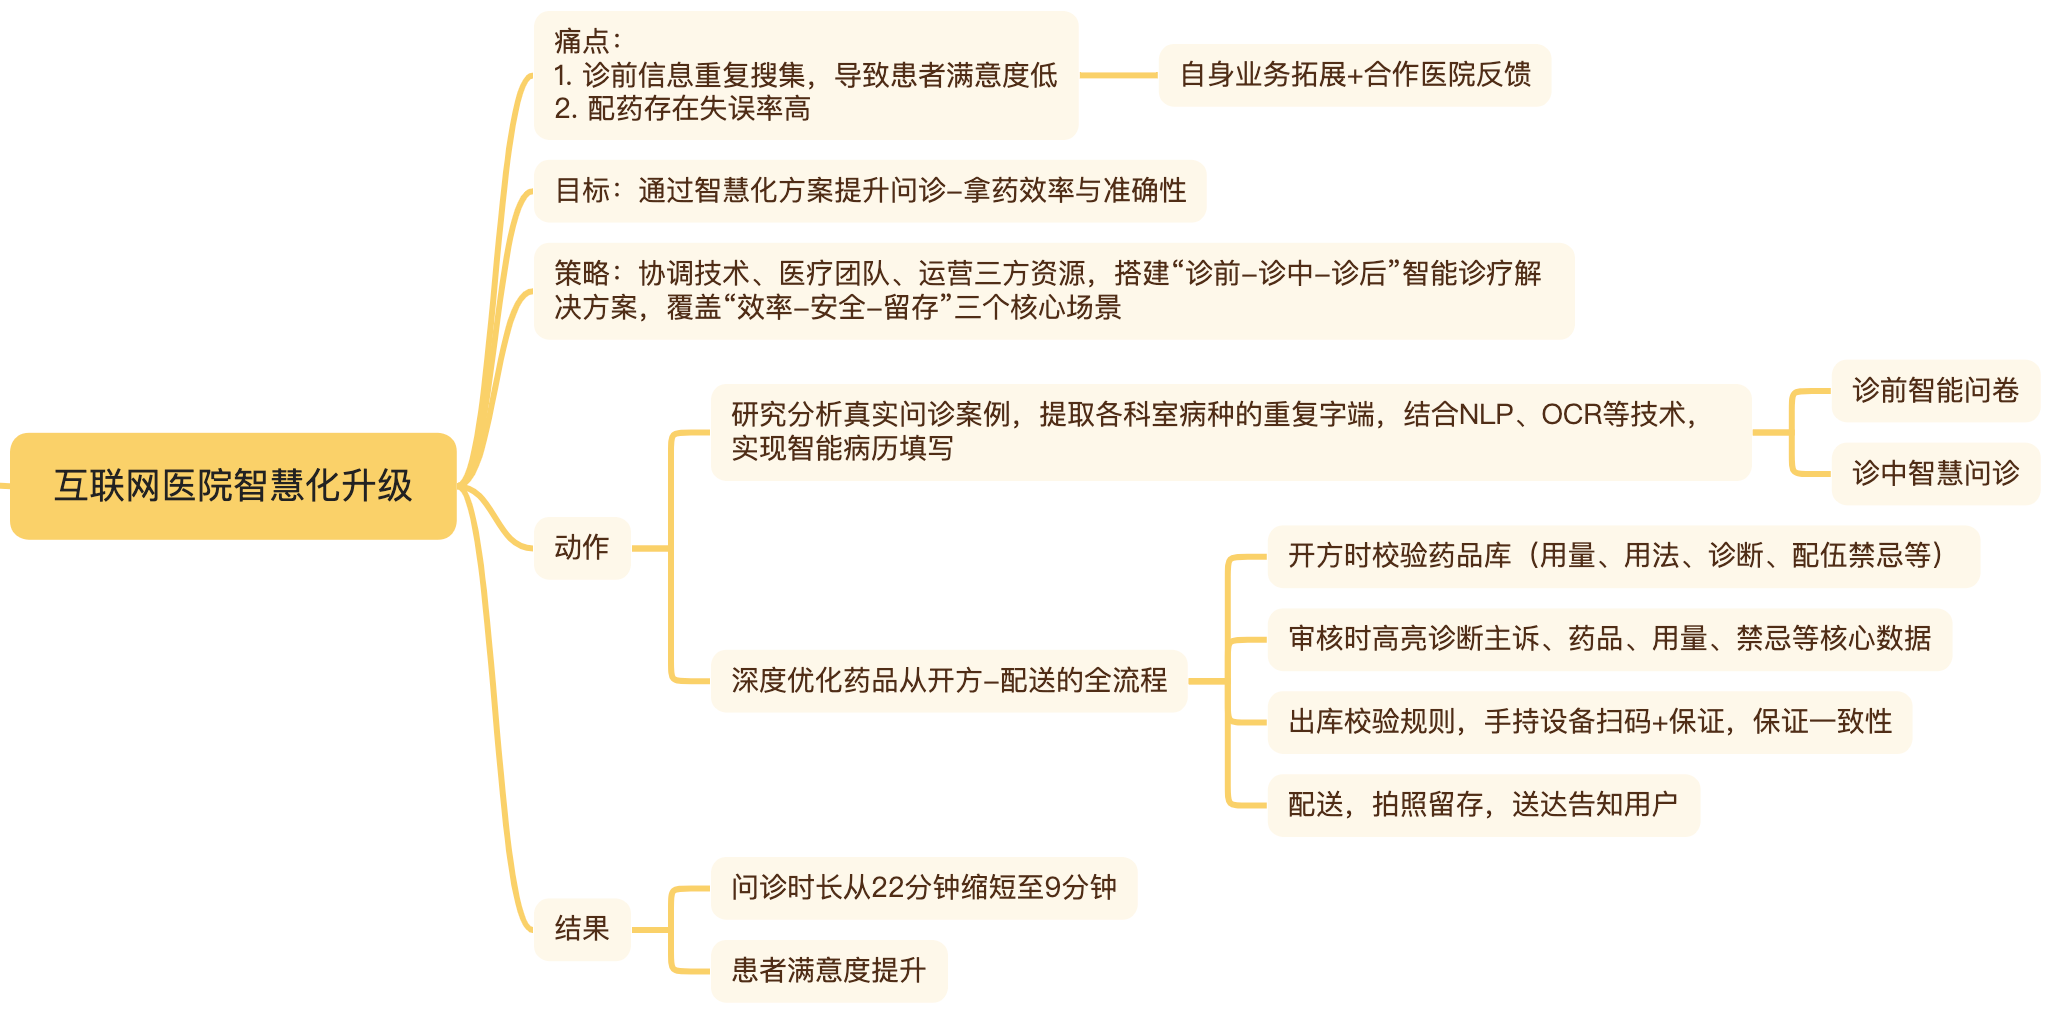 痛点：
1. 诊前信息重复搜集，导致患者满意度低
2. 配药存在失误率高
自身业务拓展+合作医院反馈
目标：通过智慧化方案提升问诊-拿药效率与准确性
策略：协调技术、医疗团队、运营三方资源，搭建“诊前-诊中-诊后”智能诊疗解
决方案，覆盖“效率-安全-留存”三个核心场景
互联网医院智慧化升级
动作
研究分析真实问诊案例，提取各科室病种的重复字端，结合NLP、OCR等技术，
实现智能病历填写
诊前智能问卷
诊中智慧问诊
深度优化药品从开方-配送的全流程
开方时校验药品库（用量、用法、诊断、配伍禁忌等）
审核时高亮诊断主诉、药品、用量、禁忌等核心数据
出库校验规则，手持设备扫码+保证，保证一致性
配送，拍照留存，送达告知用户
结果
问诊时长从22分钟缩短至9分钟
患者满意度提升